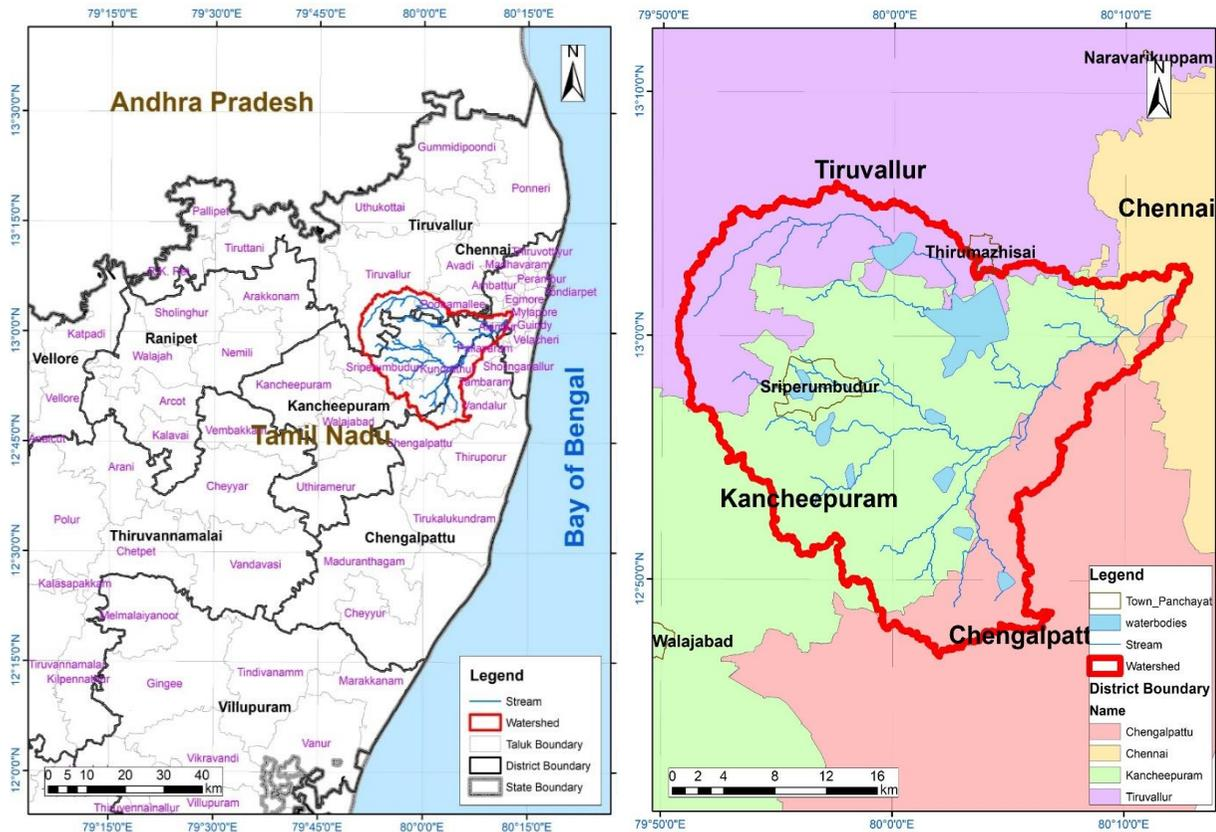 79°15'0"E 79°30'0"E 79°45'0"E 80°0'0"E 80°15'0"E
13°30'0"N
13°15'0"N
13°0'0"N
12°45'0"N
12°30'0"N
12°15'0"N
12°0'0"N
N
Andhra Pradesh
Gummidipoondi
Ponneri
Pallipet
Uthukottai
Tiruvallur
Tiruttani
Chennai
Tiruvottiyur
Avadi
Madhavaram
R.K. Pet
Tiruvallur
Ambattur
Perambur
Tondiarpet
Arakkonam
Poonamallee
Egmore
Sholinghur
Mylapore
Katpadi
Ranipet
Guindy
Walajah
Nemili
Velacheri
Pallavaram
Vellore
Sriperumbudur
Kundrathur
Sholinganallur
Kancheepuram
Tambaram
Vellore
Arcot
Kancheepuram
Vandalur
Walajabad
Kalavai
Vembakkam
Tamil Nadu
Chengalpattu
Thiruporur
Arani
Cheyyar
Uthiramerur
Bay of Bengal
Polur
Thiruvannamalai
Tirukalukundram
Chetpet
Chengalpattu
Vandavasi
Maduranthagam
Kalasapakkam
Melmalaiyanoor
Cheyyur
Tiruvannamalai
Kilpennathur
Gingee
Tindivanamm
Marakkanam
Villupuram
Vanur
Vikravandi
Thiruvennainallur
Villupuram
0 5 10 20 30 40
km
Legend
Stream
Watershed
Taluk Boundary
District Boundary
State Boundary
79°15'0"E 79°30'0"E 79°45'0"E 80°0'0"E 80°15'0"E
79°50'0"E 80°0'0"E 80°10'0"E
13°10'0"N
13°0'0"N
12°50'0"N
Naravarikuppam
N
Tiruvallur
Chennai
Thirumazhisai
Sriperumbudur
Kancheepuram
Walajabad
Chengalpatt
0 2 4 8 12 16
km
Legend
Town_Panchayat
waterbodies
Stream
Watershed
District Boundary
Name
Chengalpattu
Chennai
Kancheepuram
Tiruvallur
79°50'0"E 80°0'0"E 80°10'0"E